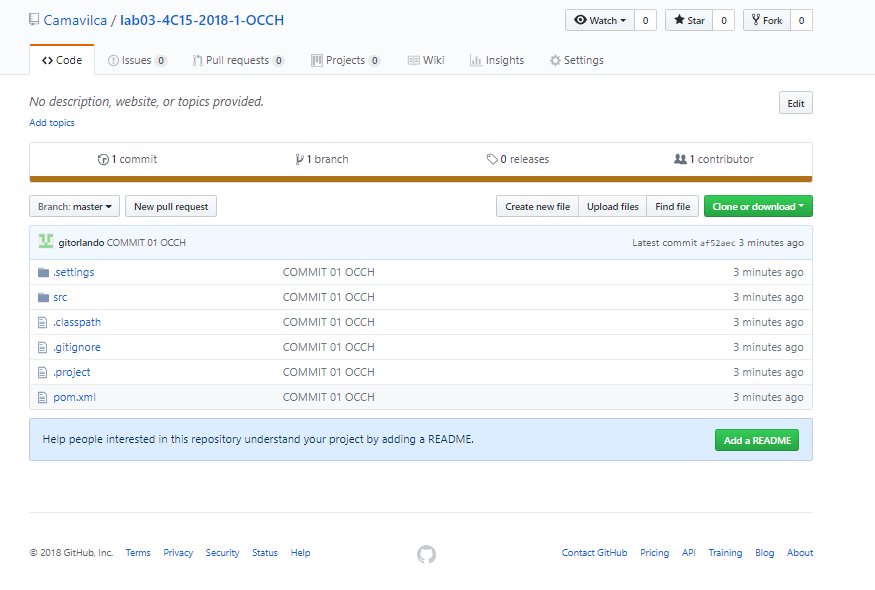 Camavilca / lab03-4C15-2018-1-OCCH
Watch 0 Star 0 Fork 0
Code Issues 0 Pull requests 0 Projects 0 Wiki Insights Settings
No description, website, or topics provided. Edit
Add topics
1 commit 1 branch 0 releases 1 contributor
Branch: master New pull request Create new file Upload files Find file Clone or download
gitorlando COMMIT 01 OCCH Latest commit af52aec 3 minutes ago
.settings COMMIT 01 OCCH 3 minutes ago
src COMMIT 01 OCCH 3 minutes ago
.classpath COMMIT 01 OCCH 3 minutes ago
.gitignore COMMIT 01 OCCH 3 minutes ago
.project COMMIT 01 OCCH 3 minutes ago
pom.xml COMMIT 01 OCCH 3 minutes ago
Help people interested in this repository understand your project by adding a README. Add a README
© 2018 GitHub, Inc. Terms Privacy Security Status Help Contact GitHub Pricing API Training Blog About